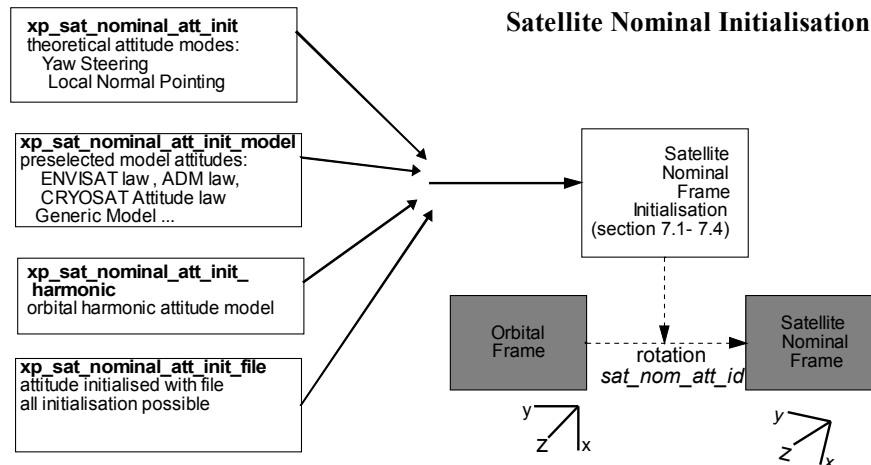 Satellite Nominal Initialisation
xp_sat_nominal_att_init
theoretical attitude modes:
Yaw Steering
Local Normal Pointing
xp_sat_nominal_att_init_model
preselected model attitudes:
ENVISAT law , ADM law,
CRYOSAT Attitude law
Generic Model ...
xp_sat_nominal_att_init_
harmonic
orbital harmonic attitude model
xp_sat_nominal_att_init_file
attitude initialised with file
all initialisation possible
Satellite
Nominal
Frame
Initialisation
(section 7.1- 7.4)
Orbital
Frame
rotation
sat_nom_att_id
Satellite
Nominal
Frame
y
z
x
y
z
x